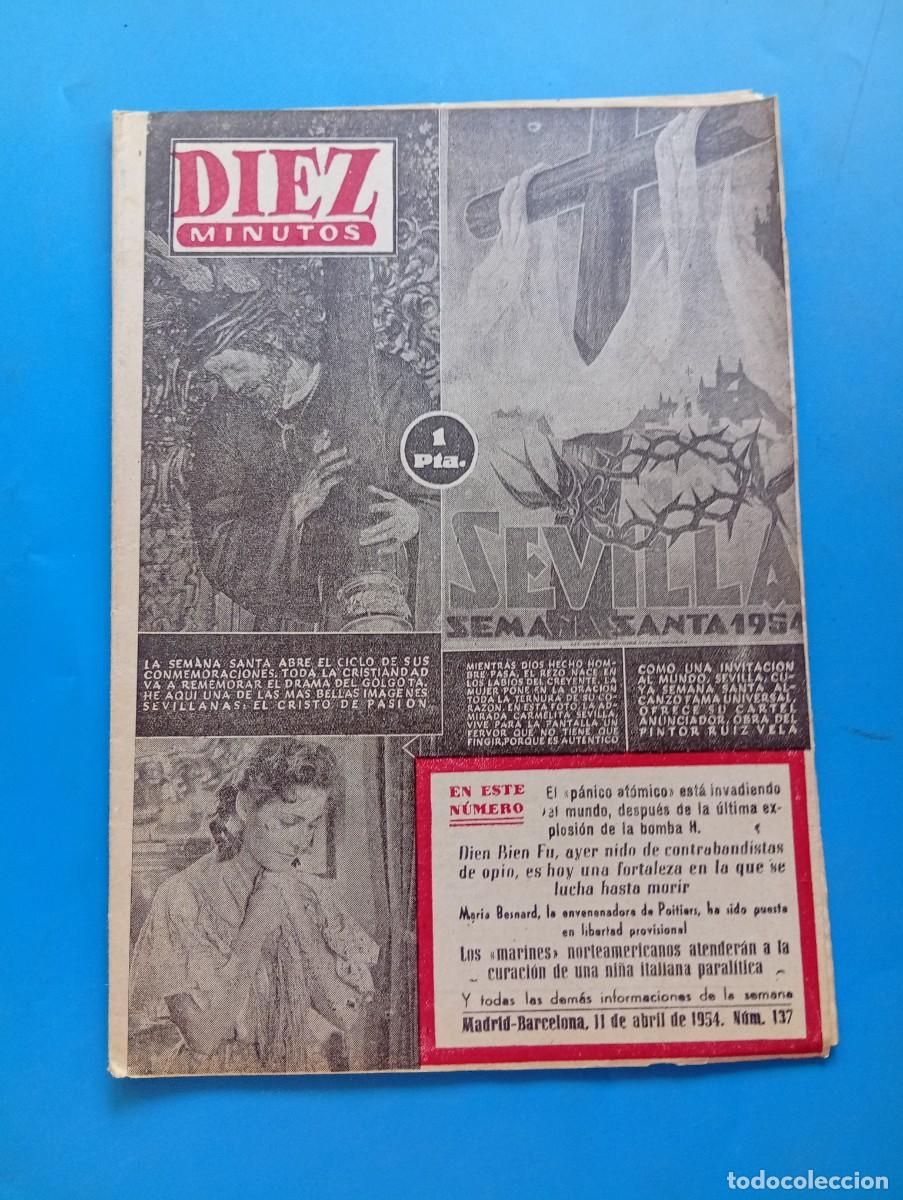 DIEZ
MINUTOS
1
Pta.
SEVILLA
SEMANA SANTA 1954
LA SEMANA SANTA ABRE EL CICLO DE SUS
CONMEMORACIONES. TODA LA CRISTIANDAD
VA A REMEMORAR EL DRAMA DEL GOLGOTA.
HE AQUI UNA DE LAS MAS BELLAS IMAGENES
SEVILLANAS: EL CRISTO DE PASION
MIENTRAS DIOS HECHO HOM-
BRE PASA, EL REZO NACE EN
LOS LABIOS DEL CREYENTE. LA
MUJER PONE EN LA ORACION
LA TERNURA DE SU CO-
RAZON. EN ESTA FOTO, LA AD-
MIRADA CARMELITA SEVILLA,
VIVE PARA LA PANTALLA UN
FERVOR QUE NO TIENE QUE
FINGIR, PORQUE ES AUTENTICO
COMO UNA INVITACION
AL MUNDO, SEVILLA, CU-
YA SEMANA SANTA AL-
CANZO FAMA UNIVERSAL,
OFRECE SU CARTEL
ANUNCIADOR, OBRA DEL
PINTOR RUIZ VELA
EN ESTE
NÚMERO
El «pánico atómico» está invadiendo
al mundo, después de la última ex-
plosión de la bomba H.
Dien Bien Fu, ayer nido de contrabandistas
de opio, es hoy una fortaleza en la que se
lucha hasta morir
Maria Besnard, la envenenadora de Poitiers, ha sido puesta
en libertad provisional
Los «marines» norteamericanos atenderán a la
curación de una niña italiana paralítica
Y todas las demás informaciones de la semana
Madrid-Barcelona, 11 de abril de 1954. Núm. 137
todocoleccion